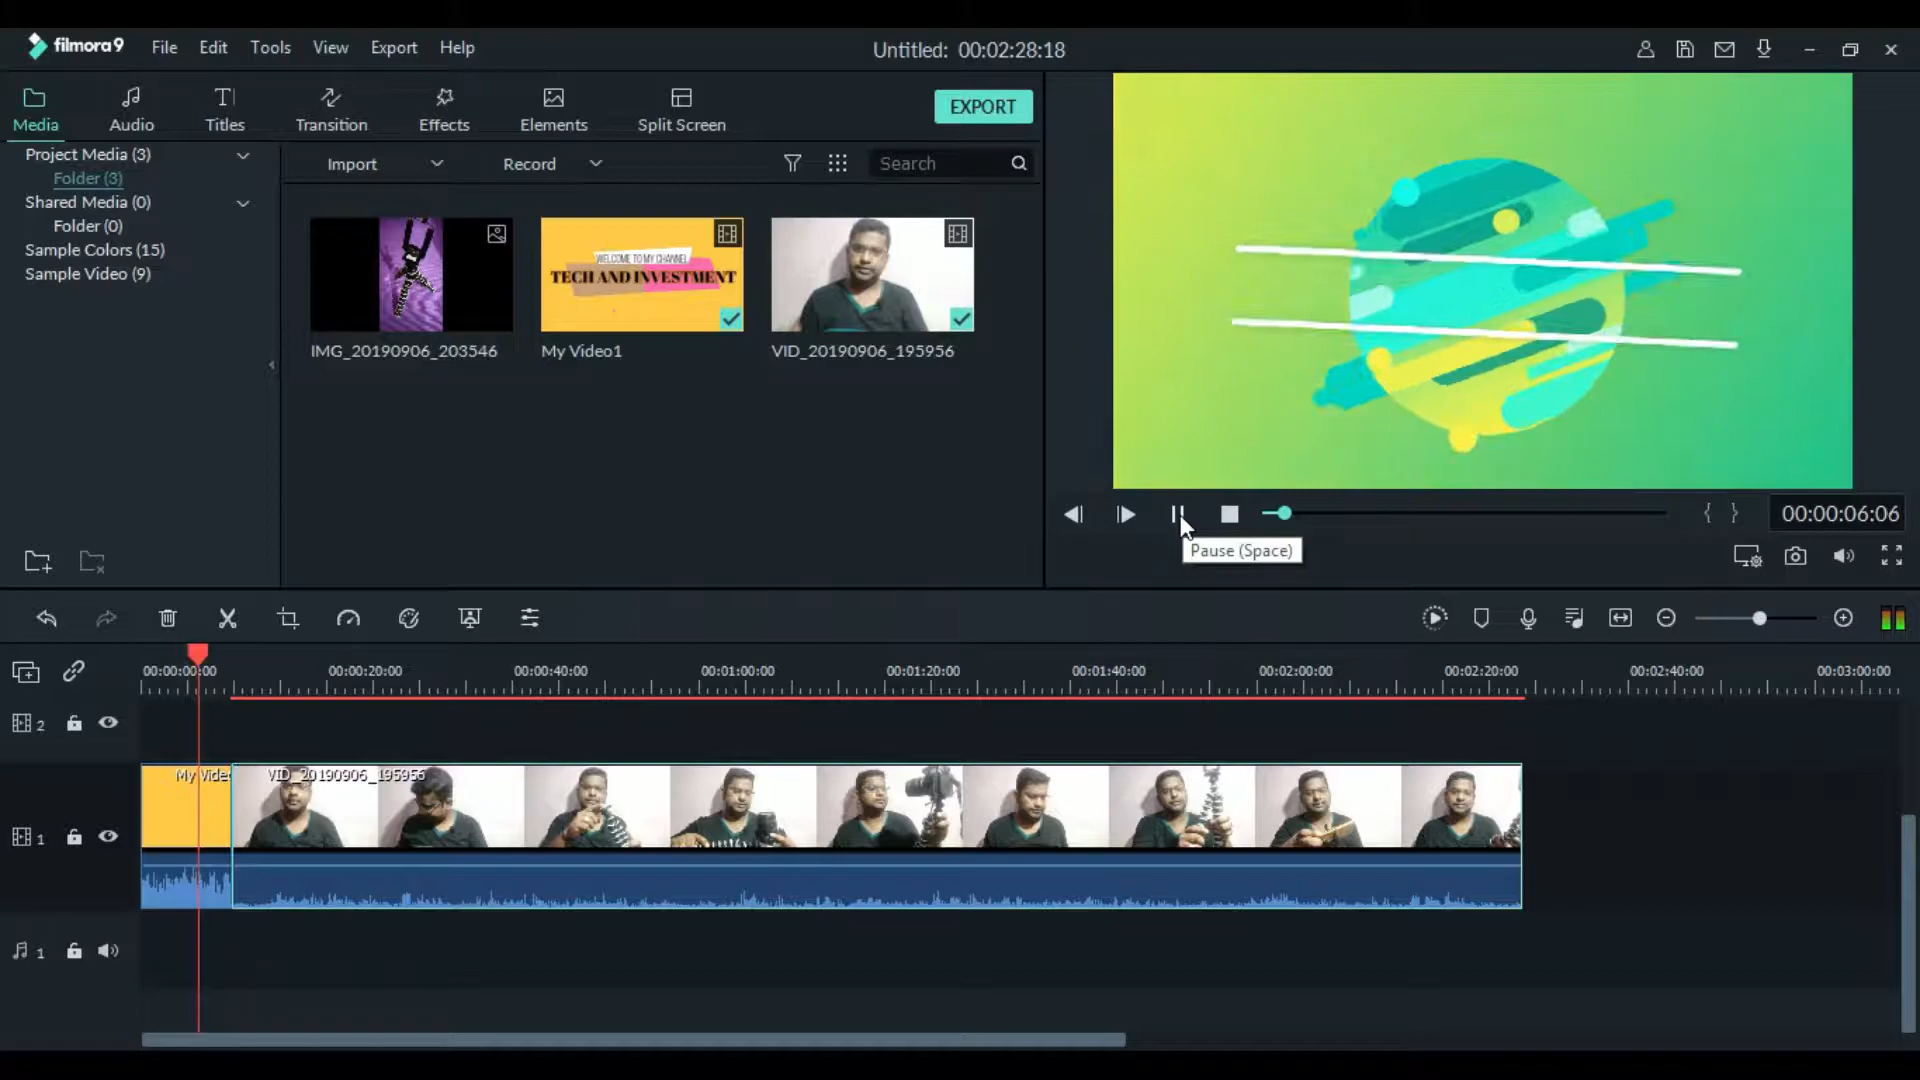 filmora9
File Edit Tools View Export Help
Untitled: 00:02:28:18
Media
Audio
Titles
Transition
Effects
Elements
Split Screen
EXPORT
Project Media (3)
Folder (3)
Shared Media (0)
Folder (0)
Sample Colors (15)
Sample Video (9)
Import
Record
Search
WELCOME TO MY CHANNEL
TECH AND INVESTMENT
IMG_20190906_203546
My Video1
VID_20190906_195956
00:00:06:06
Pause (Space)
00:00:00:00 00:00:20:00 00:00:40:00 00:01:00:00 00:01:20:00 00:01:40:00 00:02:00:00 00:02:20:00 00:02:40:00 00:03:00:00
2
My Vide
VID_20190906_195956
1
1